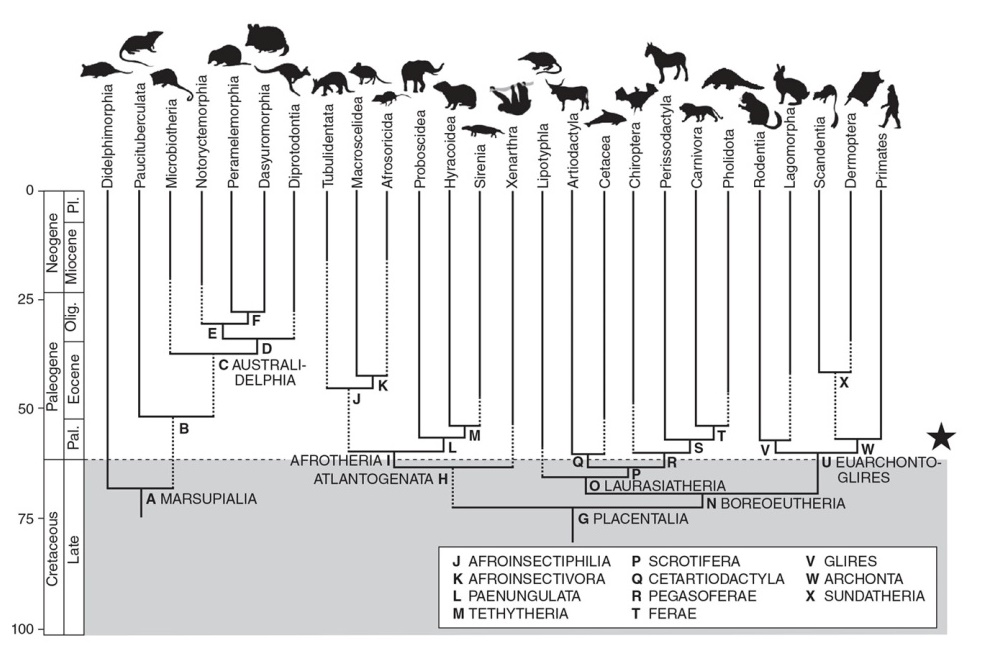 Didelphimorphia
Paucituberculata
Microbiotheria
Notoryctemorphia
Peramelemorphia
Dasyuromorphia
Diprotodontia
Tubulidentata
Macroscelidea
Afrosoricida
Proboscidea
Hyracoidea
Sirenia
Xenarthra
Lipotyphla
Artiodactyla
Cetacea
Chiroptera
Perissodactyla
Carnivora
Pholidota
Rodentia
Lagomorpha
Scandentia
Dermoptera
Primates
0
25
50
75
100
Neogene
Paleogene
Cretaceous
Pl.
Miocene
Olig.
Eocene
Pal.
Late
F
E
D
C AUSTRALI-
DELPHIA
B
A MARSUPIALIA
K
J
M
L
AFROTHERIA I
ATLANTOGENATA H
X
T
S
V
W
Q
R
P
U EUARCHONTO-
GLIRES
O LAURASIATHERIA
N BOREOEUTHERIA
G PLACENTALIA
J AFROINSECTIPHILIA
K AFROINSECTIVORA
L PAENUNGULATA
M TETHYTHERIA
P SCROTIFERA
Q CETARTIODACTYLA
R PEGASOFERAE
T FERAE
V GLIRES
W ARCHONTA
X SUNDATHERIA